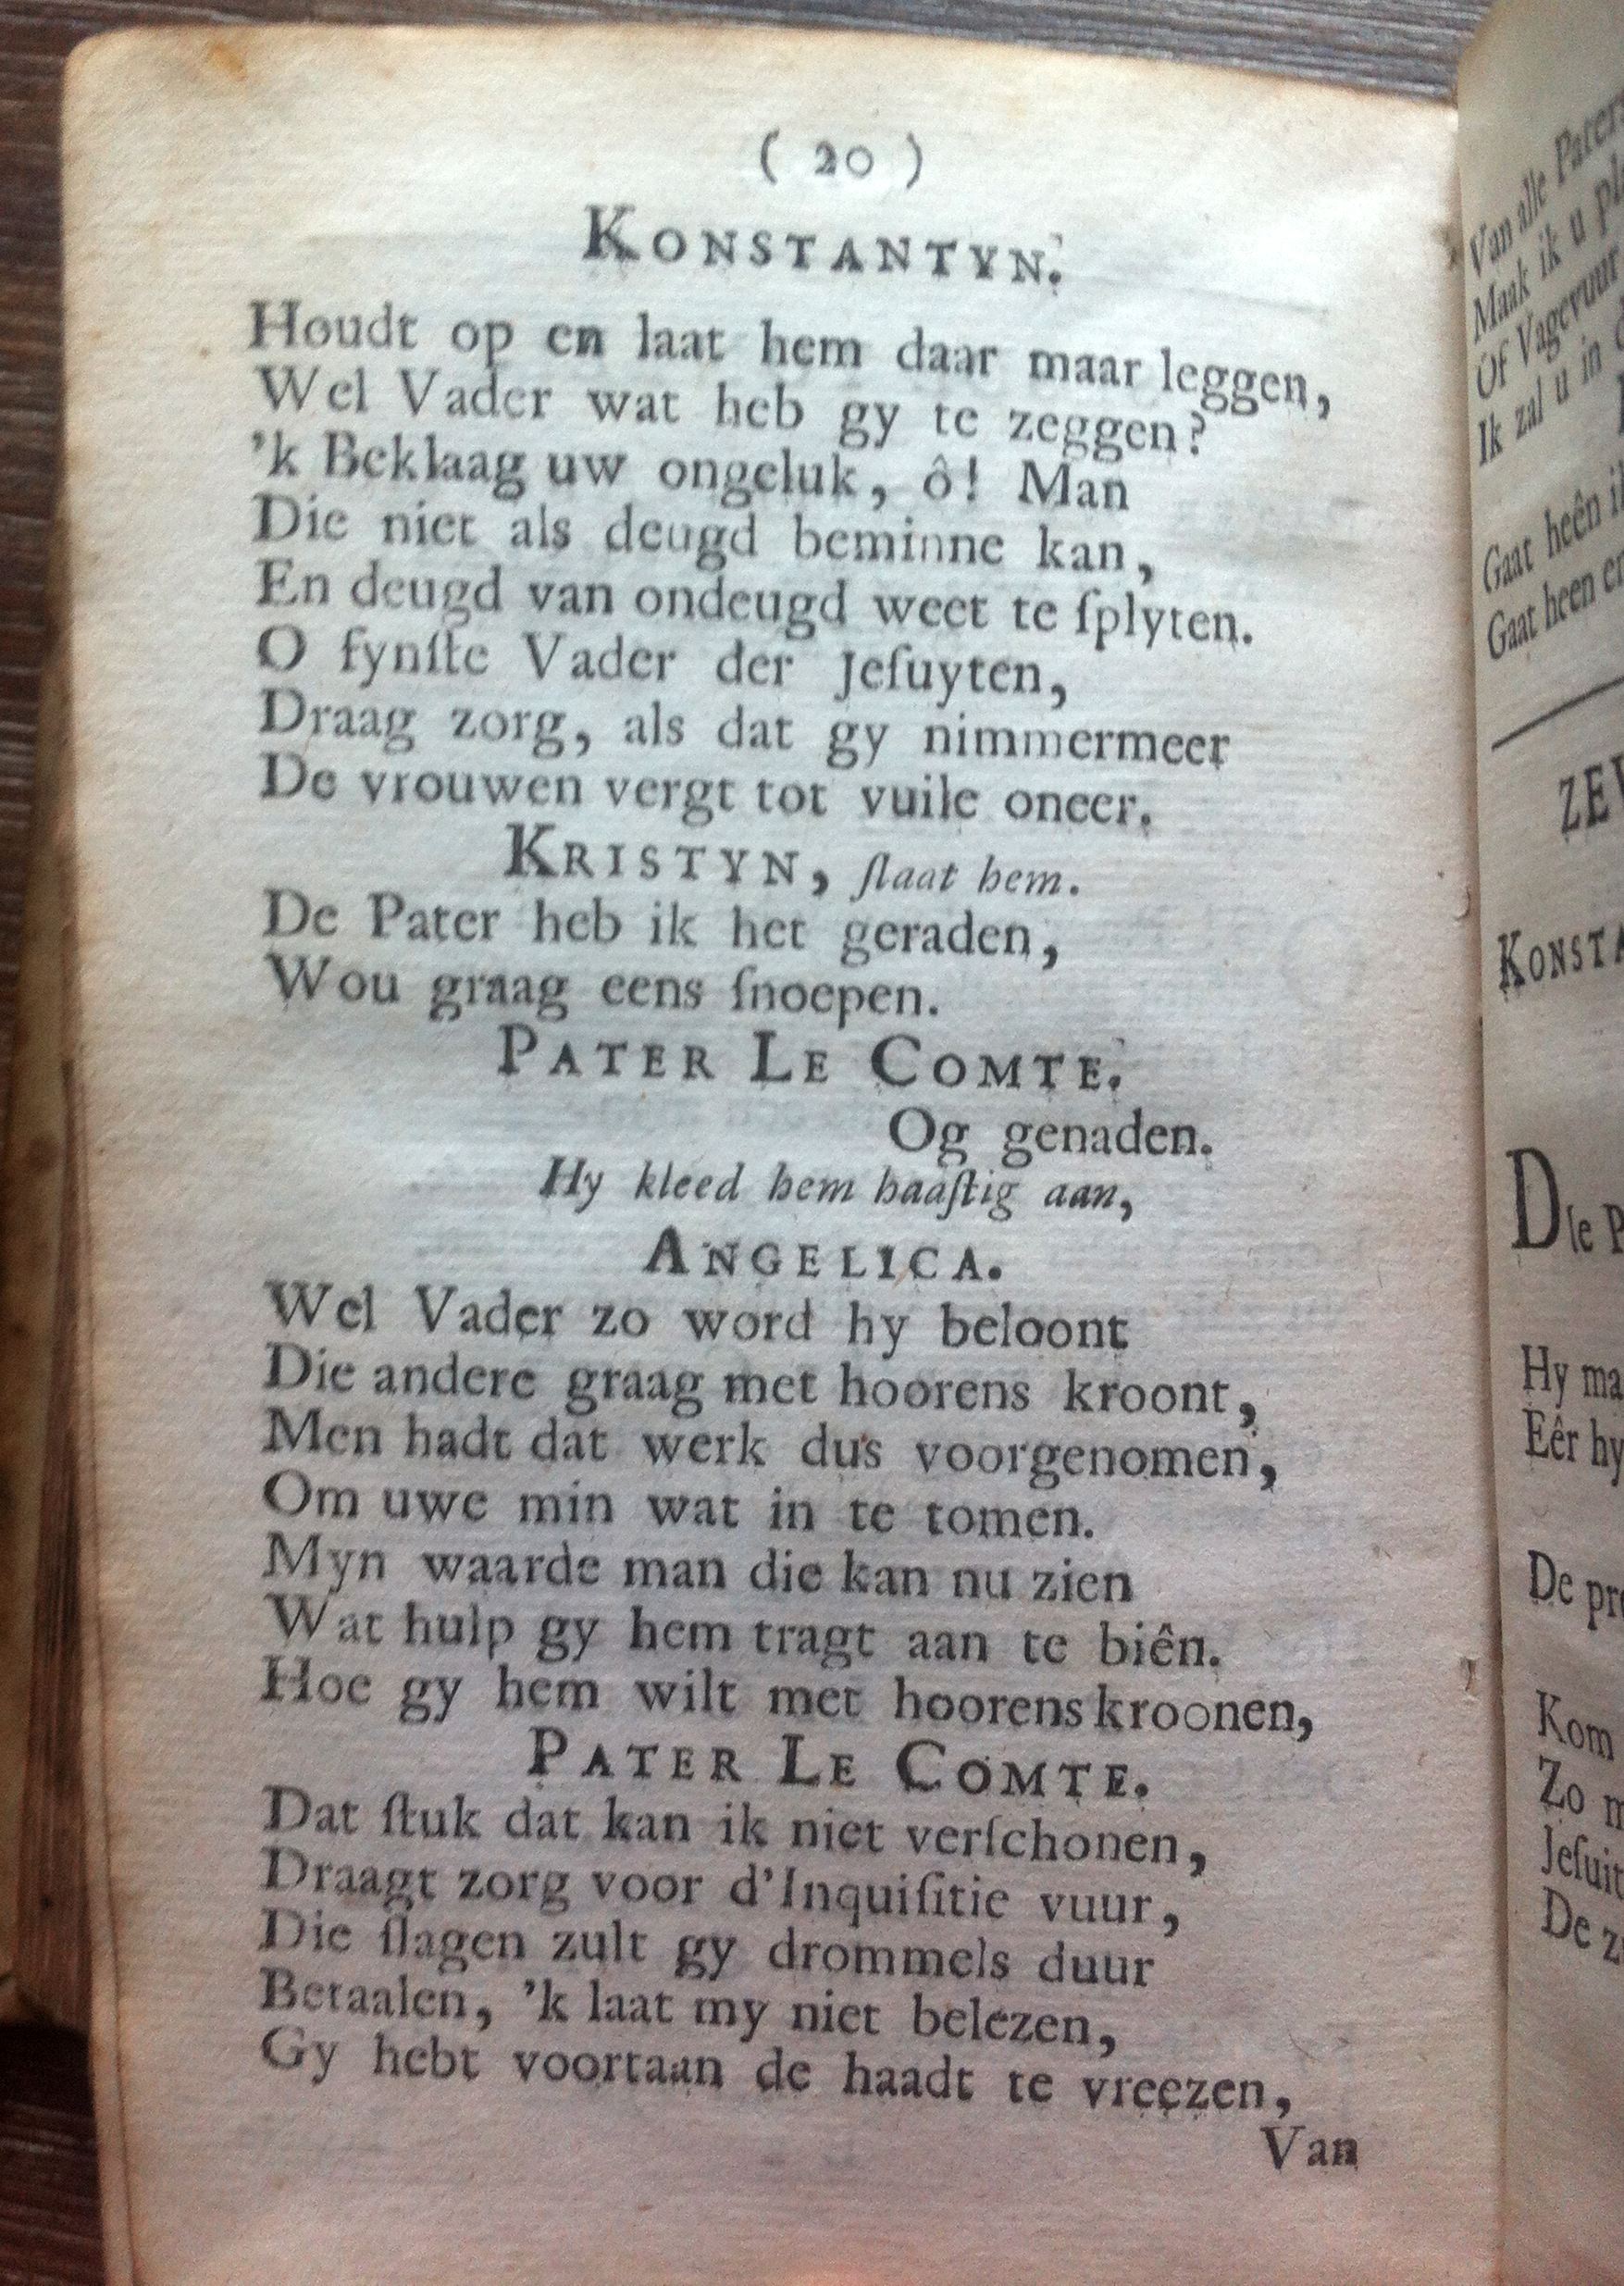 ( 20 )
KONSTANTYN.
Houdt op en laat hem daar maar leggen,
Wel Vader wat heb gy te zeggen?
'k Beklaag uw ongeluk, ô! Man
Die niet als deugd beminne kan,
En deugd van ondeugd weet te ſplyten.
O fynſte Vader der Jeſuyten,
Draag zorg, als dat gy nimmermeer
De vrouwen vergt tot vuile oneer.
KRISTYN, ſlaat hem.
De Pater heb ik het geraden,
Wou graag eens ſnoepen.
PATER LE COMTE.
Og genaden.
Hy kleed hem haaſtig aan,
ANGELICA.
Wel Vader zo word hy beloont
Die andere graag met hoorens kroont,
Men hadt dat werk dus voorgenomen,
Om uwe min wat in te tomen.
Myn waarde man die kan nu zien
Wat hulp gy hem tragt aan te biên.
Hoe gy hem wilt met hoorens kroonen,
PATER LE COMTE.
Dat ſtuk dat kan ik niet verſchonen,
Draagt zorg voor d'Inquiſitie vuur,
Die ſlagen zult gy drommels duur
Betaalen, 'k laat my niet belezen,
Gy hebt voortaan de haadt te vreezen,
Van
Van alle Pater
Maak ik u
Of Vagevuur
Ik zal u in
Gaat heên
Gaat heen
ZEV
KONSTA
Die P
Hy ma
Eêr hy
De pr
Kom
Zo m
Jeſuit
De z